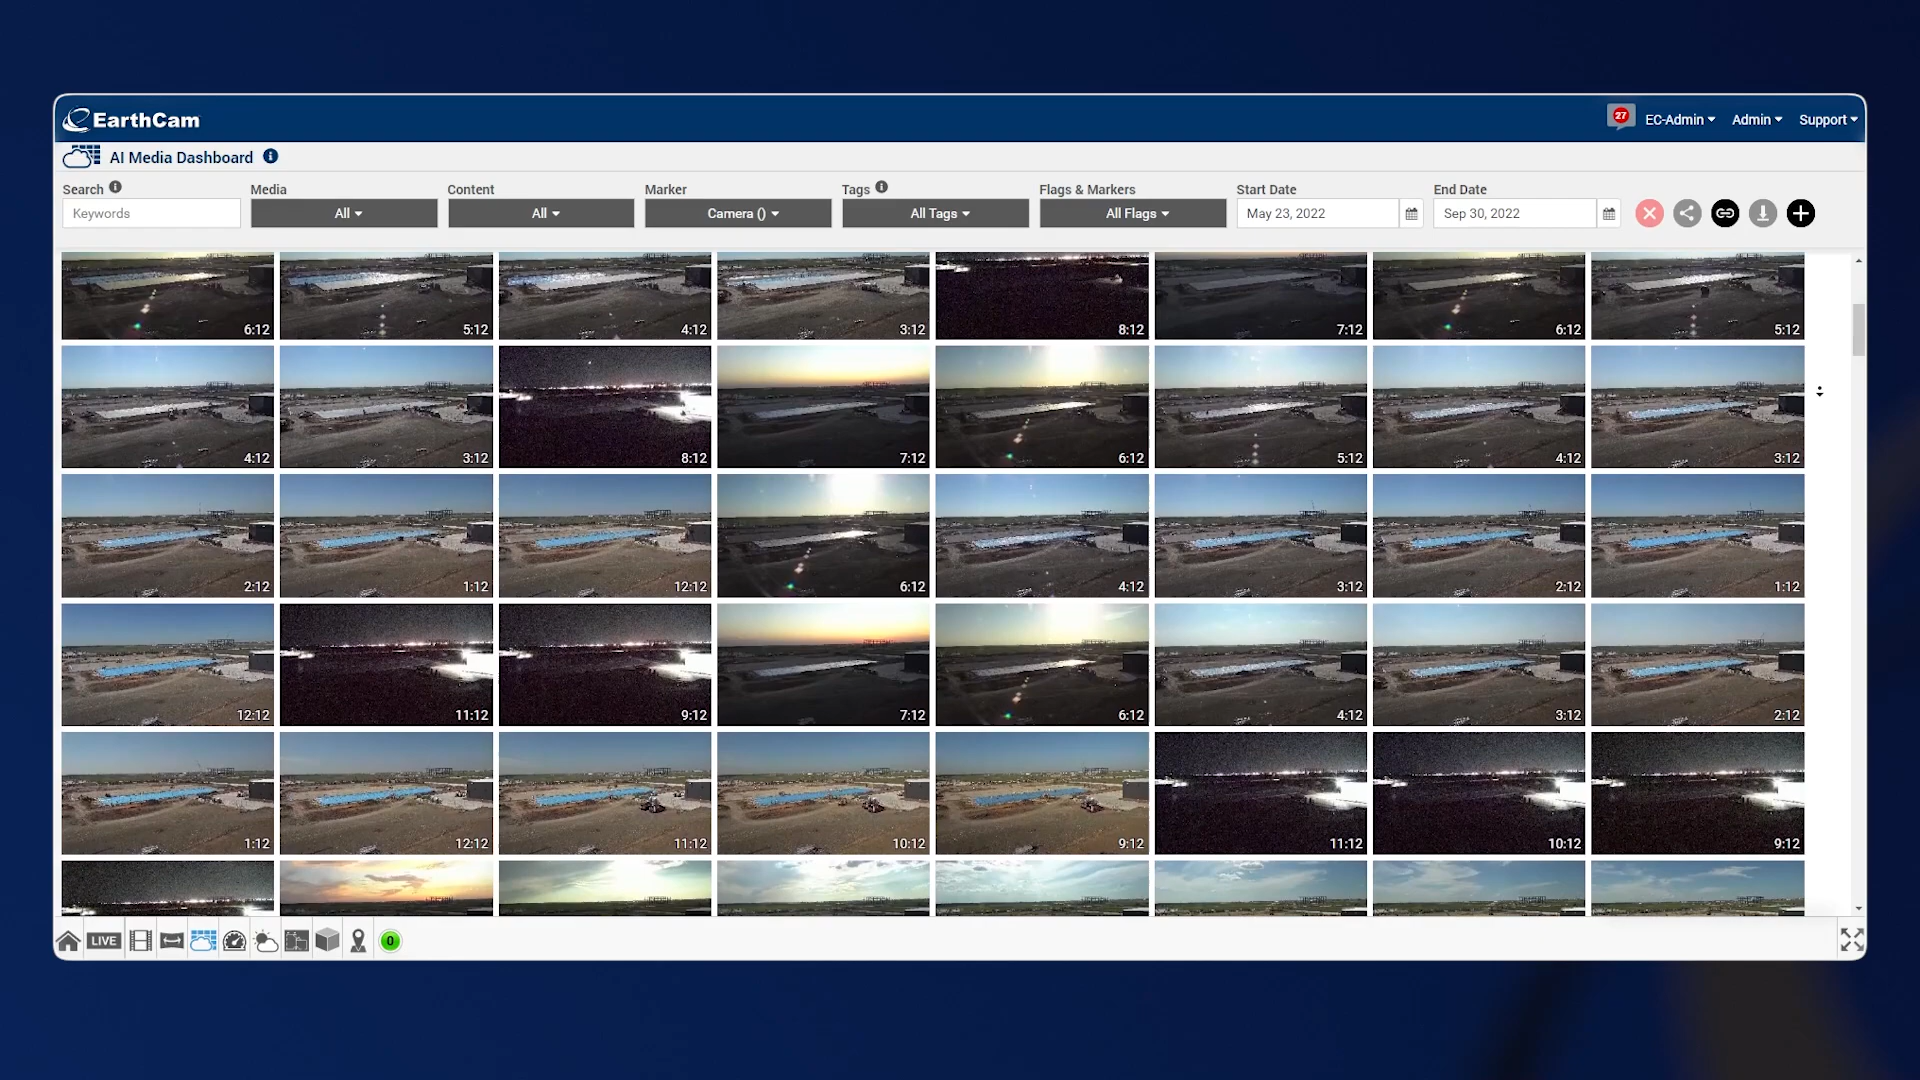 EarthCam
27
EC-Admin
Admin
Support
AI Media Dashboard
Search
Media
Content
Marker
Tags
Flags & Markers
Start Date
End Date
Keywords
All
All
Camera ()
All Tags
All Flags
May 23, 2022
Sep 30, 2022
6:12 5:12 4:12 3:12 8:12 7:12 6:12 5:12
4:12 3:12 8:12 7:12 6:12 5:12 4:12 3:12
2:12 1:12 12:12 6:12 4:12 3:12 2:12 1:12
12:12 11:12 9:12 7:12 6:12 4:12 3:12 2:12
1:12 12:12 11:12 10:12 9:12 11:12 10:12 9:12
LIVE
0